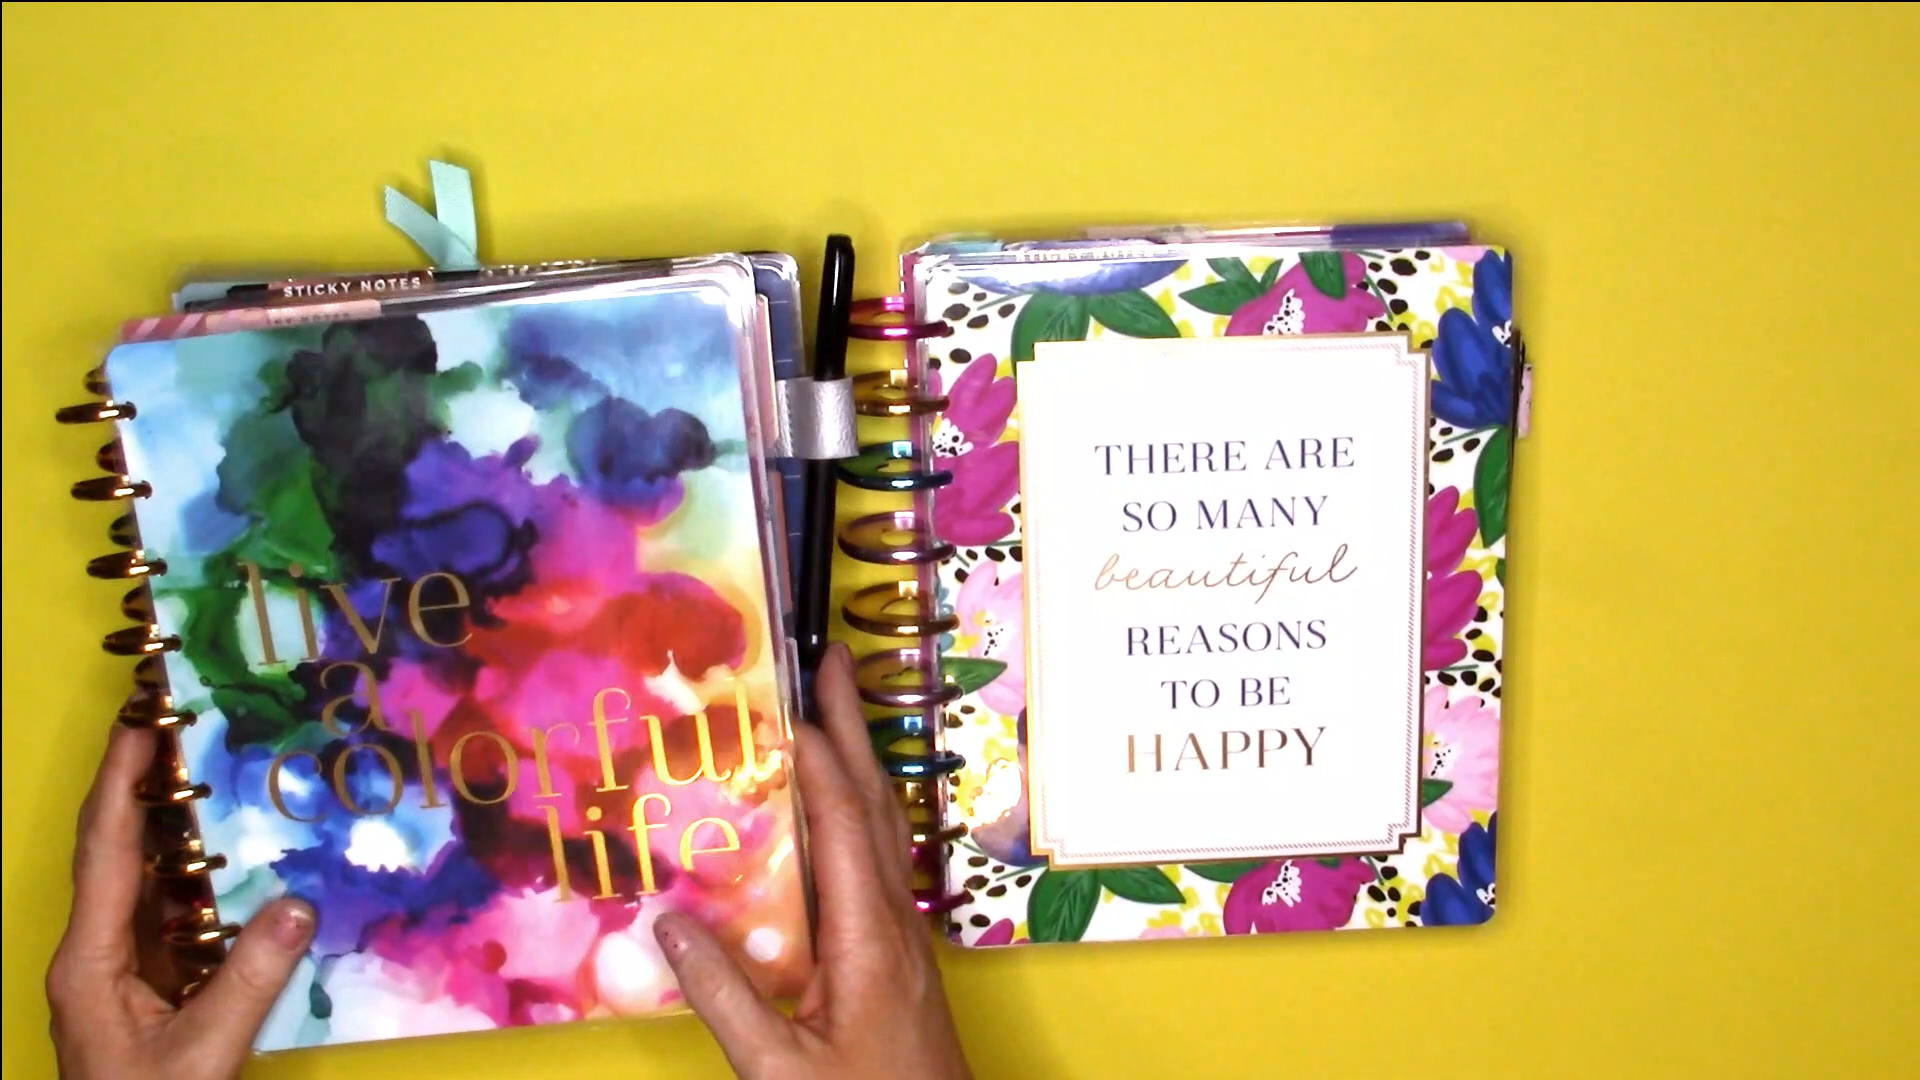 STICKY NOTES
live
a
colorful
life
THERE ARE
SO MANY
beautiful
REASONS
TO BE
HAPPY